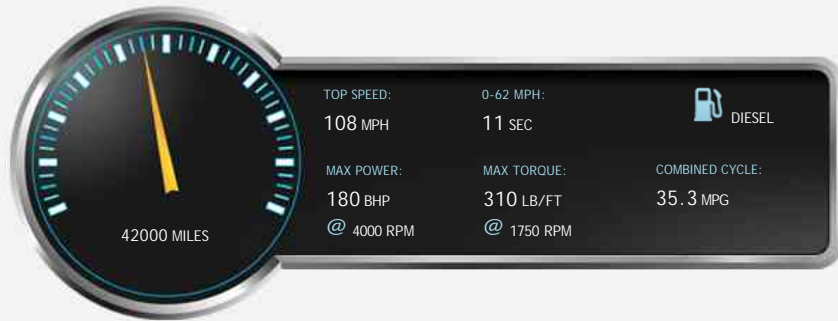 42000 MILES
TOP SPEED:
108 MPH
0-62 MPH:
11 SEC
DIESEL
MAX POWER:
180 BHP
@ 4000 RPM
MAX TORQUE:
310 LB/FT
@ 1750 RPM
COMBINED CYCLE:
35.3 MPG